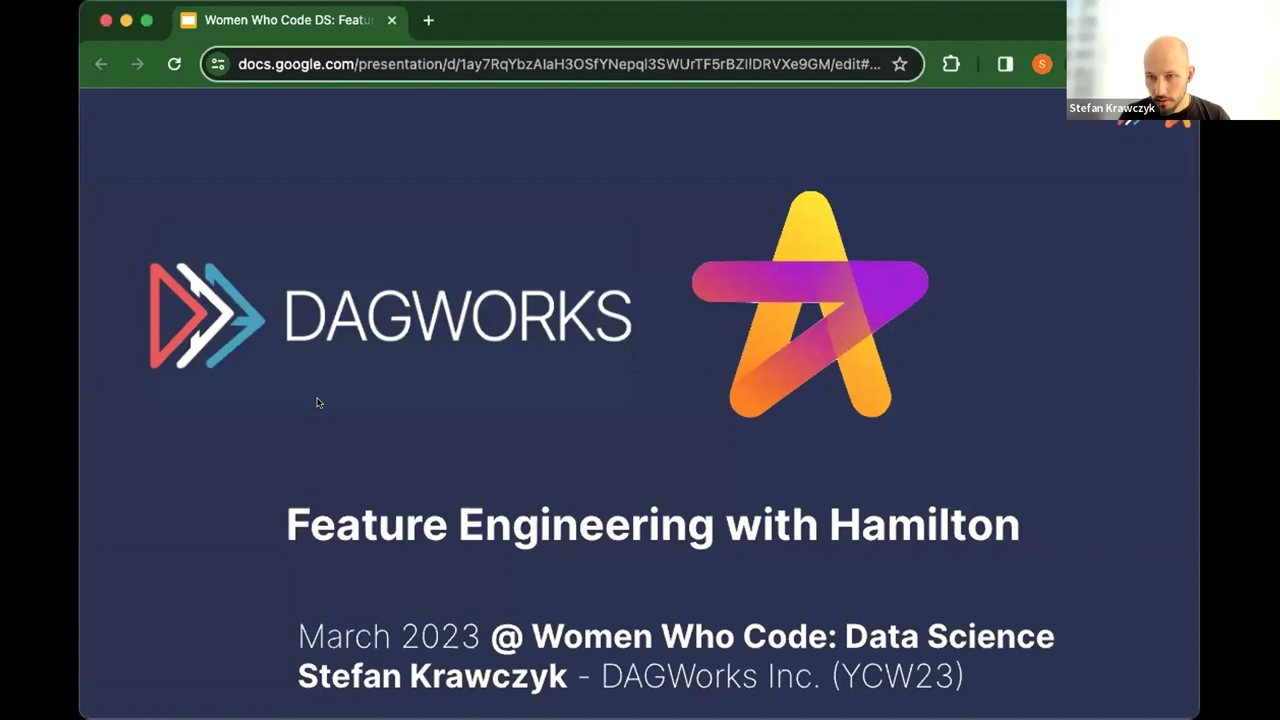 Women Who Code DS: Featu
docs.google.com/presentation/d/1ay7RqYbzAIaH3OSfYNepqI3SWUrTF5rBZIlDRVXe9GM/edit#...
S
Stefan Krawczyk
DAGWORKS
Feature Engineering with Hamilton
March 2023 @ Women Who Code: Data Science
Stefan Krawczyk - DAGWorks Inc. (YCW23)